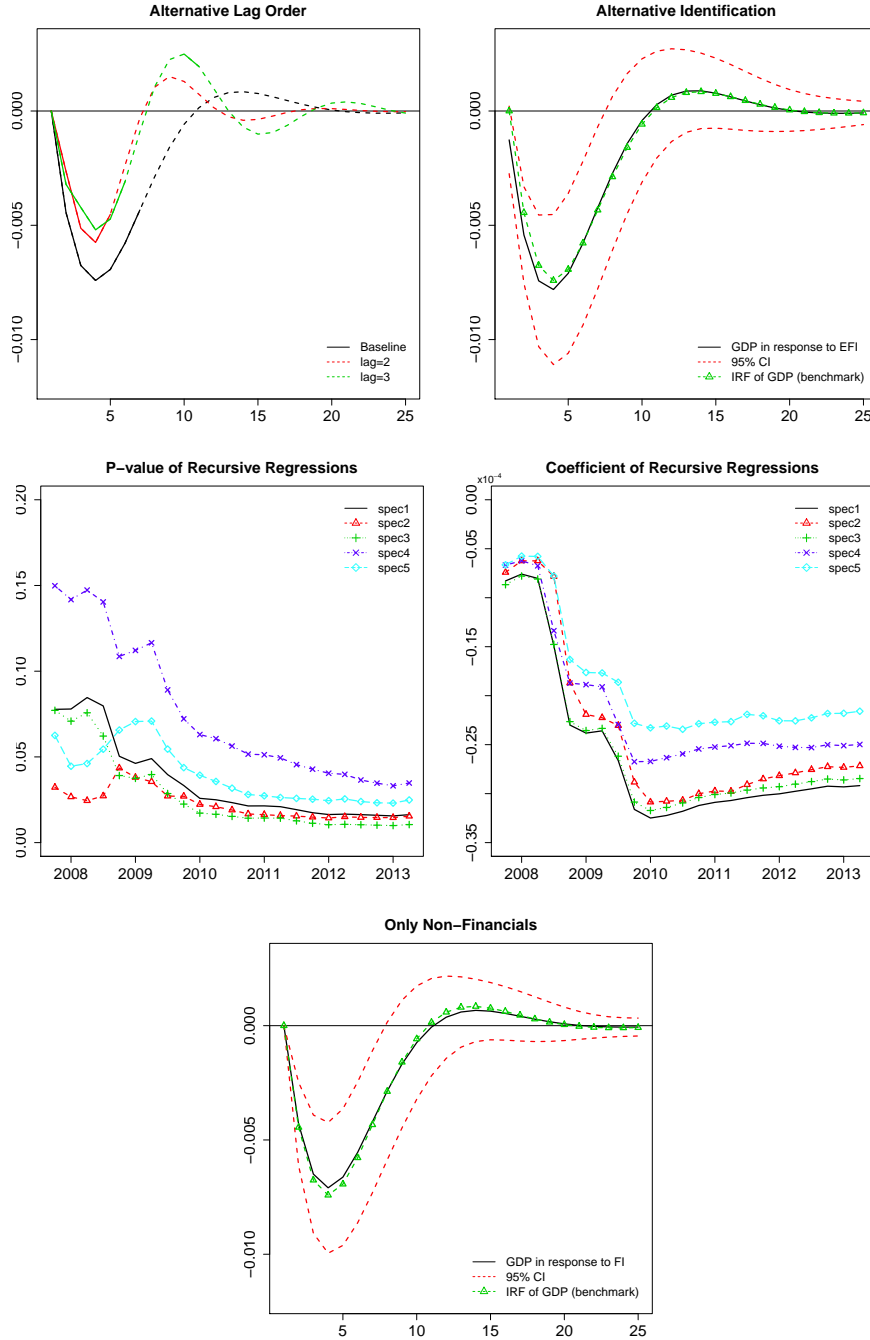 Alternative Lag Order
0.000
−0.005
−0.010
5
10
15
20
25
Baseline
lag=2
lag=3
Alternative Identification
0.000
−0.005
−0.010
5
10
15
20
25
GDP in response to EFI
95% CI
IRF of GDP (benchmark)
P−value of Recursive Regressions
0.20
0.15
0.10
0.05
0.00
2008
2009
2010
2011
2012
2013
spec1
spec2
spec3
spec4
spec5
Coefficient of Recursive Regressions
x10⁻⁴
0.00
−0.05
−0.15
−0.25
−0.35
2008
2009
2010
2011
2012
2013
spec1
spec2
spec3
spec4
spec5
Only Non−Financials
0.000
−0.005
−0.010
5
10
15
20
25
GDP in response to FI
95% CI
IRF of GDP (benchmark)